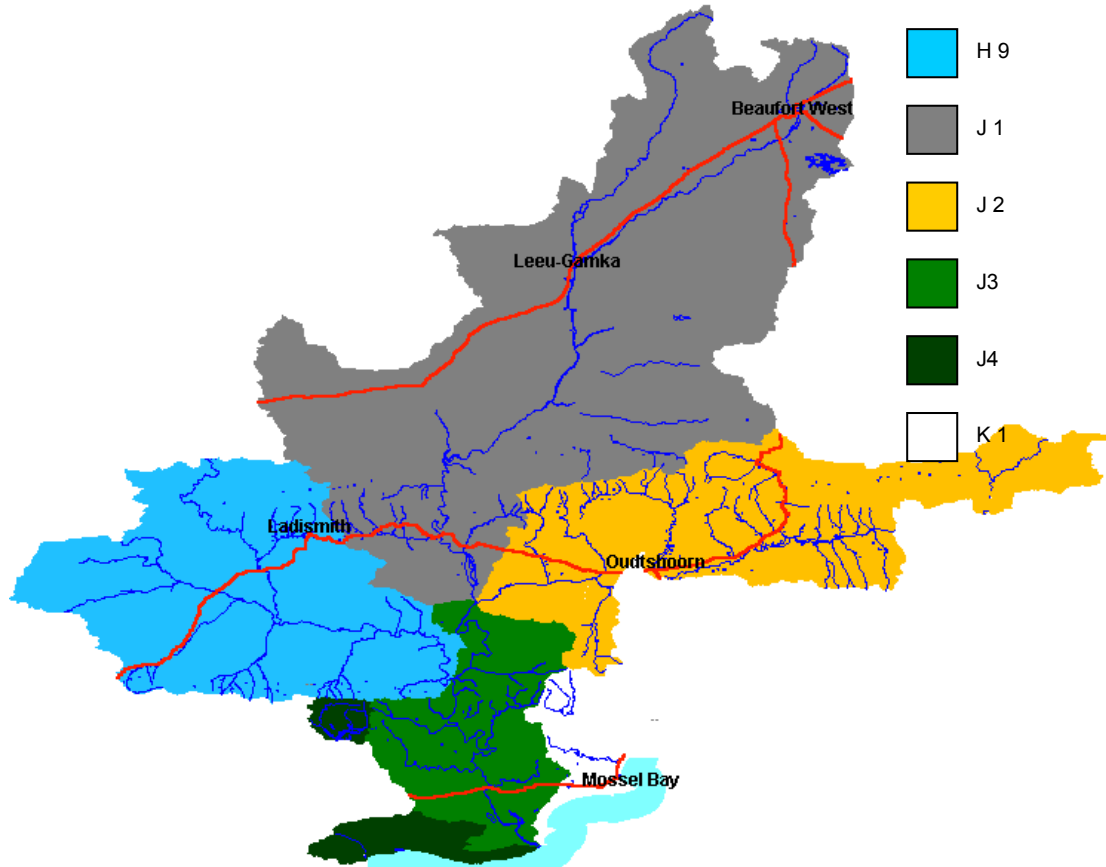 H 9
J 1
Beaufort West
J 2
Leeu-Gamka
J3
J4
K 1
Ladismith
Oudtshoorn
Mossel Bay